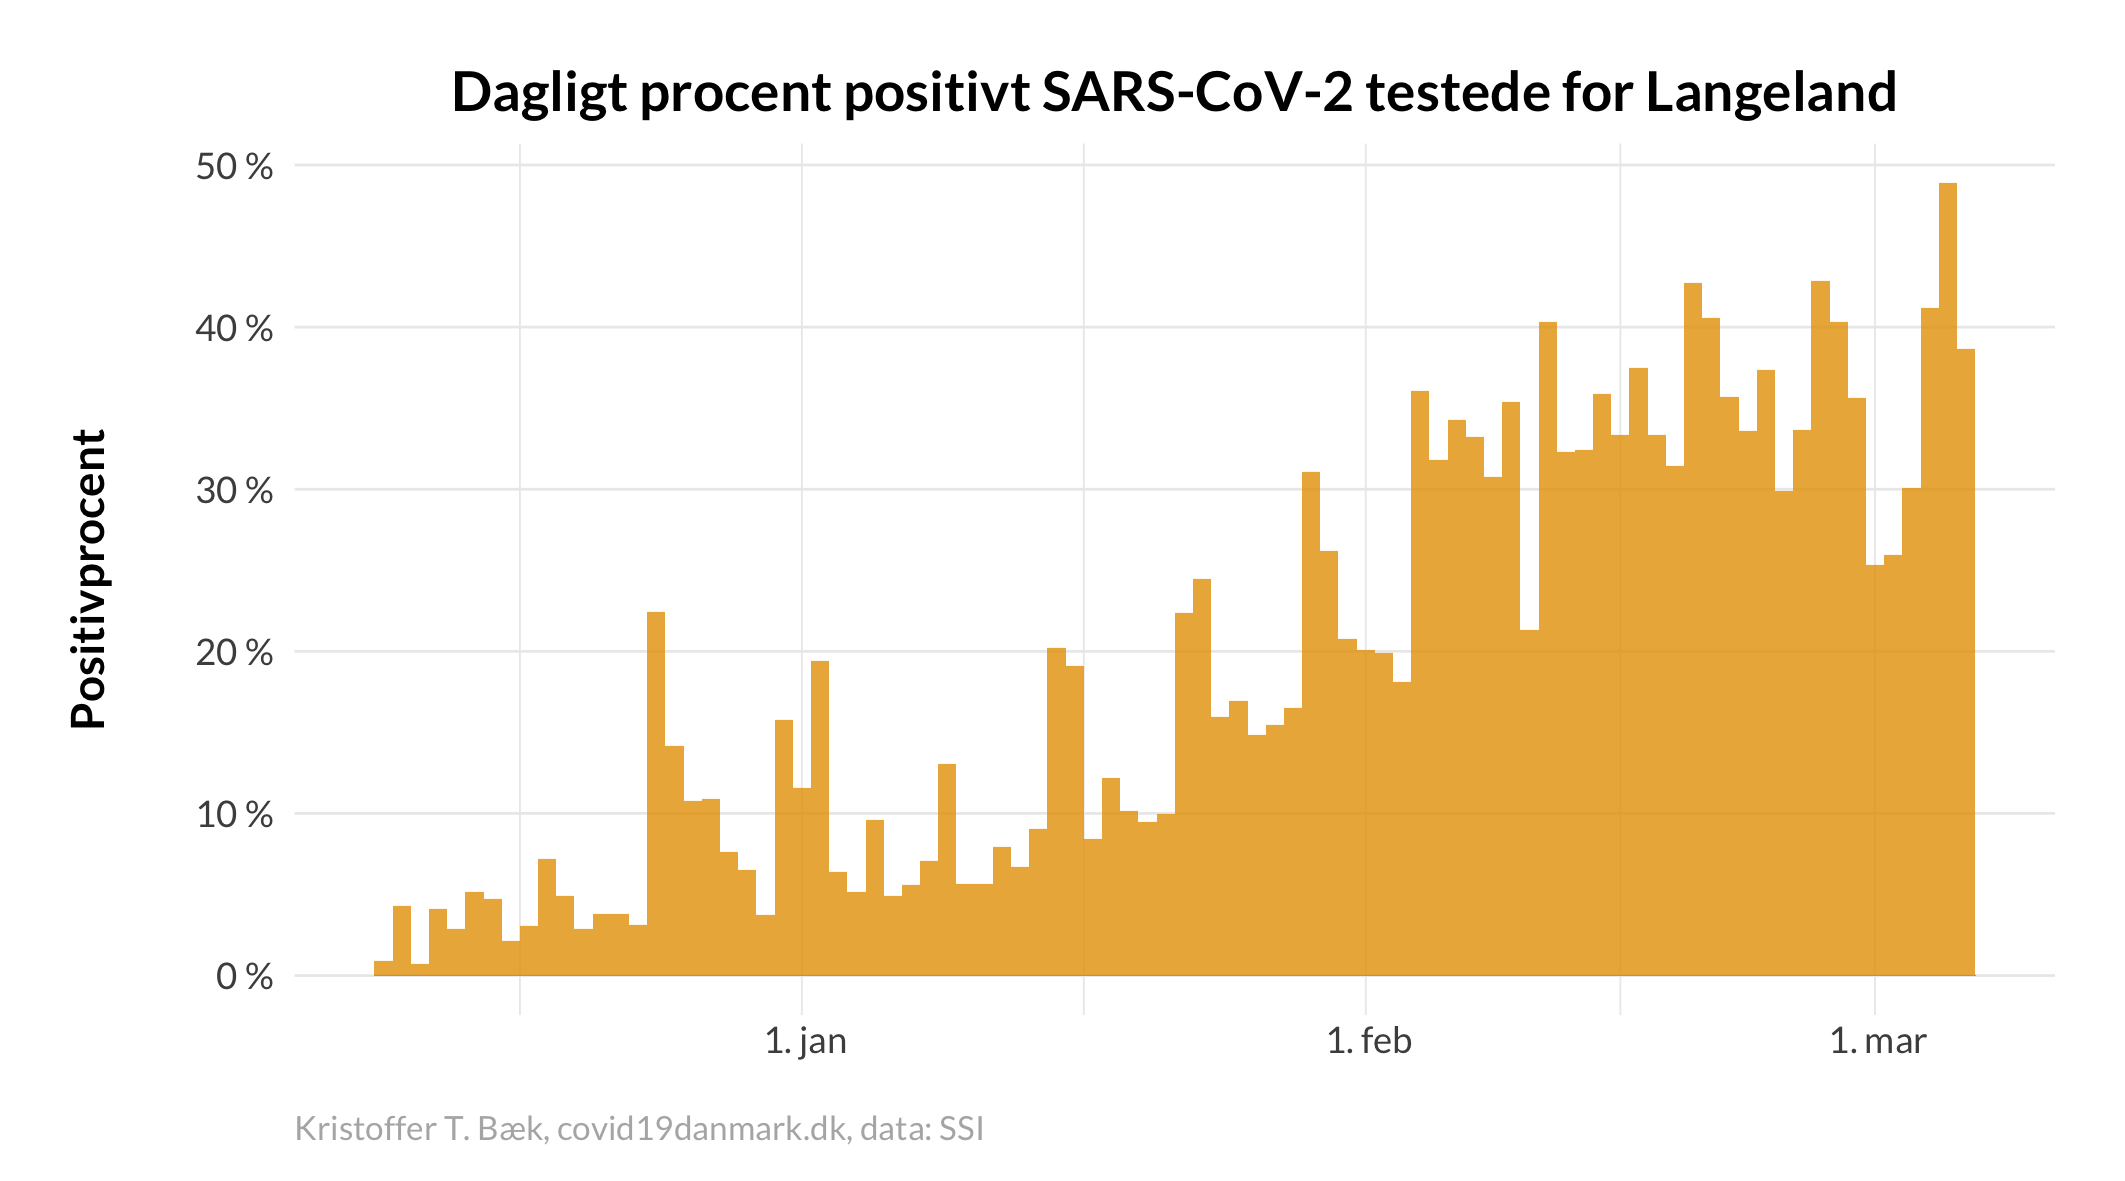 Dagligt procent positivt SARS-CoV-2 testede for Langeland
Positivprocent
50 %
40 %
30 %
20 %
10 %
0 %
1. jan
1. feb
1. mar
Kristoffer T. Bæk, covid19danmark.dk, data: SSI